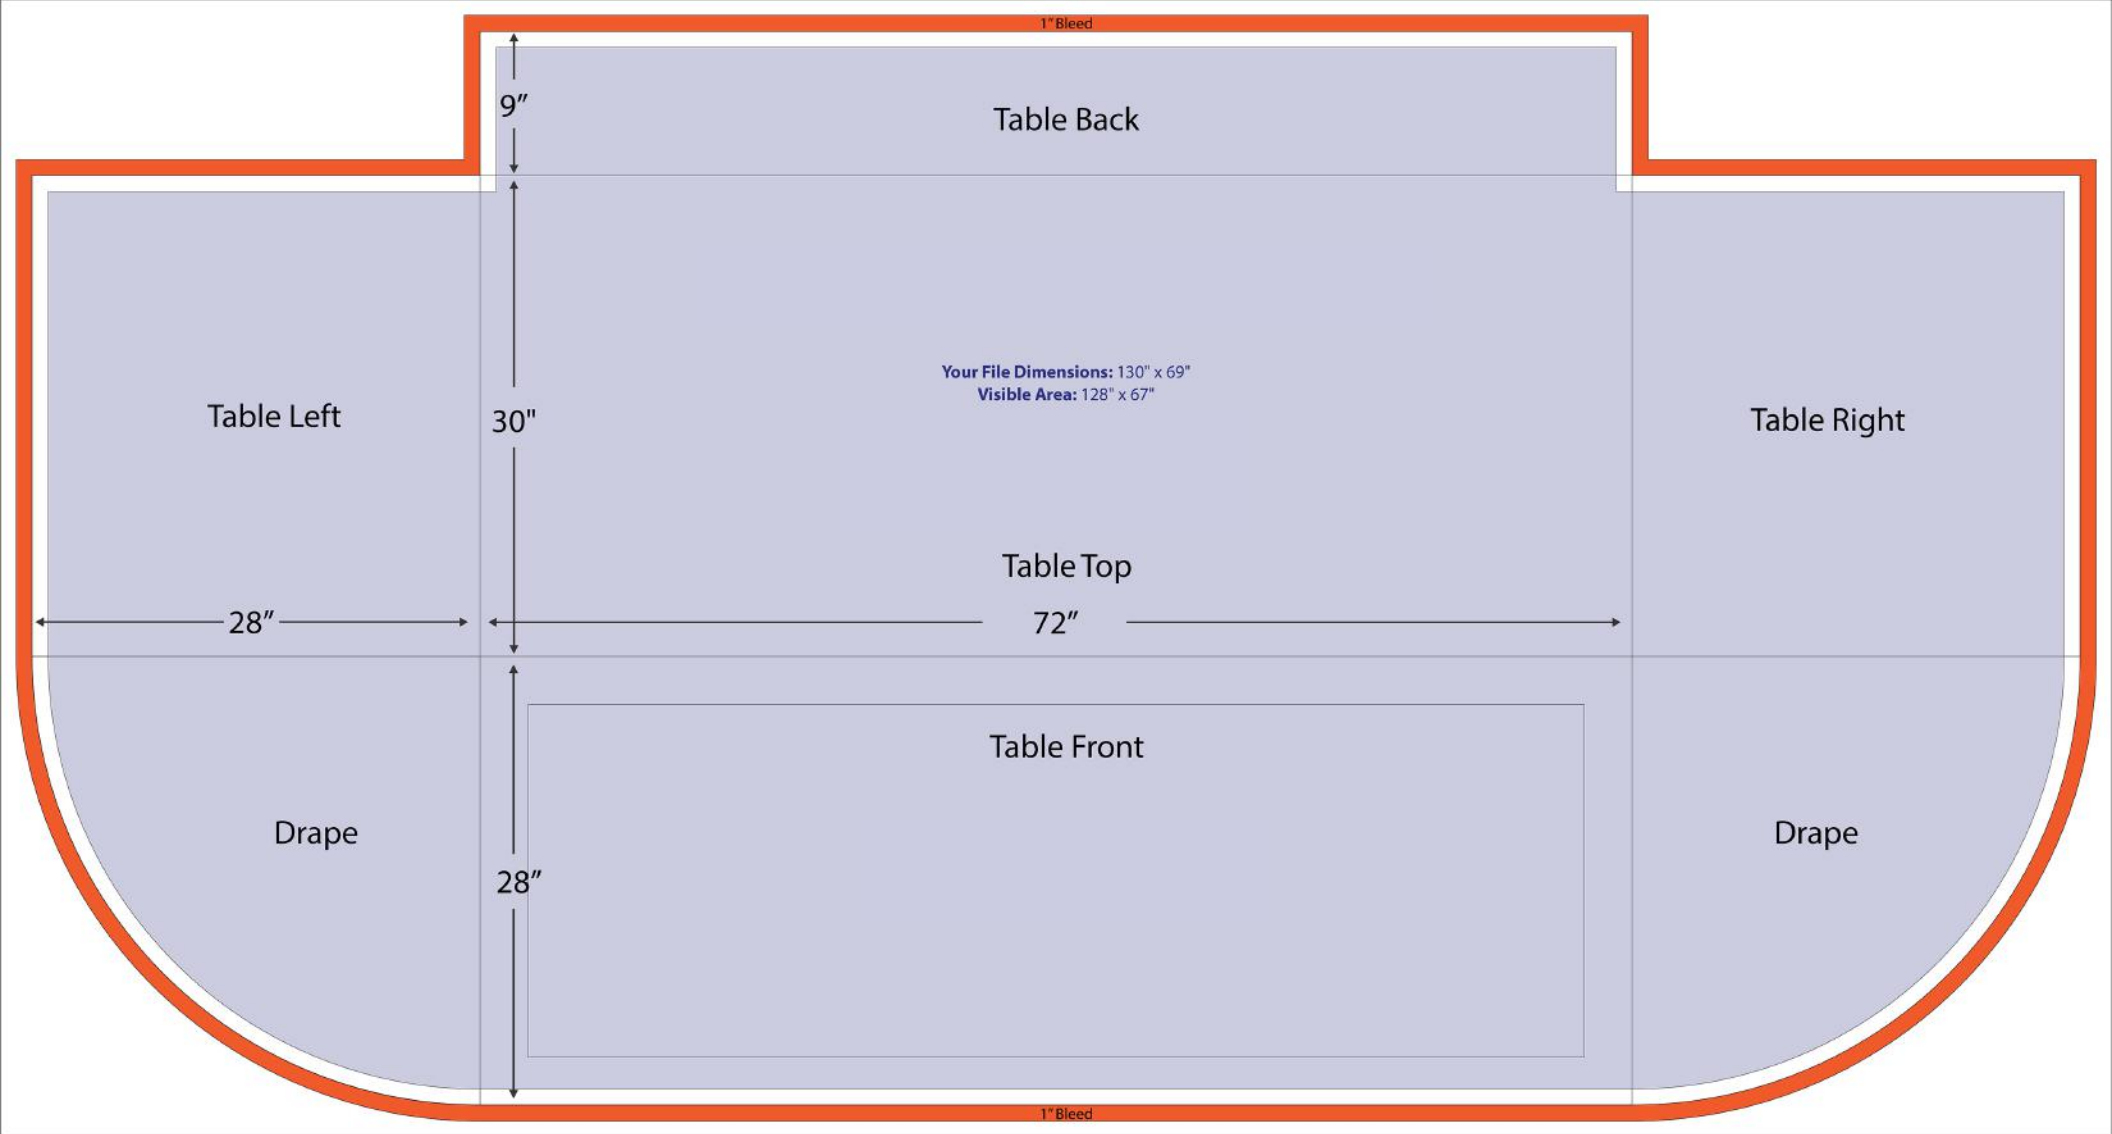 1" Bleed
9”
Table Back
Your File Dimensions: 130" x 69"
Visible Area: 128" x 67"
Table Left
30"
Table Right
Table Top
28”
72”
Table Front
Drape
Drape
28”
1" Bleed